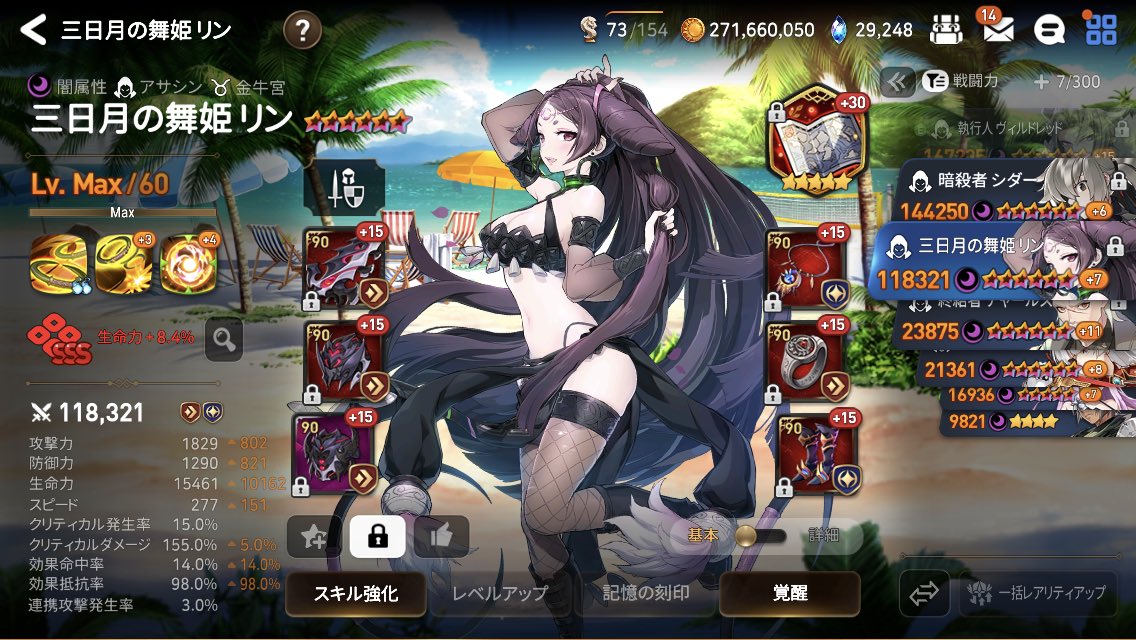 三日月の舞姫リン
?
73/154
271,660,050
29,248
14
闇属性 アサシン 金牛宮
三日月の舞姫リン
戦闘力
7/300
Lv. Max/60
Max
+3
+4
生命力+8.4%
SSS
118,321
攻撃力 1829 802
防御力 1290 821
生命力 15461 10162
スピード 277 151
クリティカル発生率 15.0%
クリティカルダメージ 155.0% 5.0%
効果命中率 14.0% 14.0%
効果抵抗率 98.0% 98.0%
連携攻撃発生率 3.0%
90 +15
90 +15
90 +15
+30
90 +15
90 +15
90 +15
執行人ヴィルドレッド
+15
暗殺者シダー
144250 +6
三日月の舞姫リン
118321 +7
終結者チャールズ
23875 +11
21361 +8
16936 +7
9821
基本
詳細
スキル強化
レベルアップ
記憶の刻印
覚醒
一括レアリティアップ